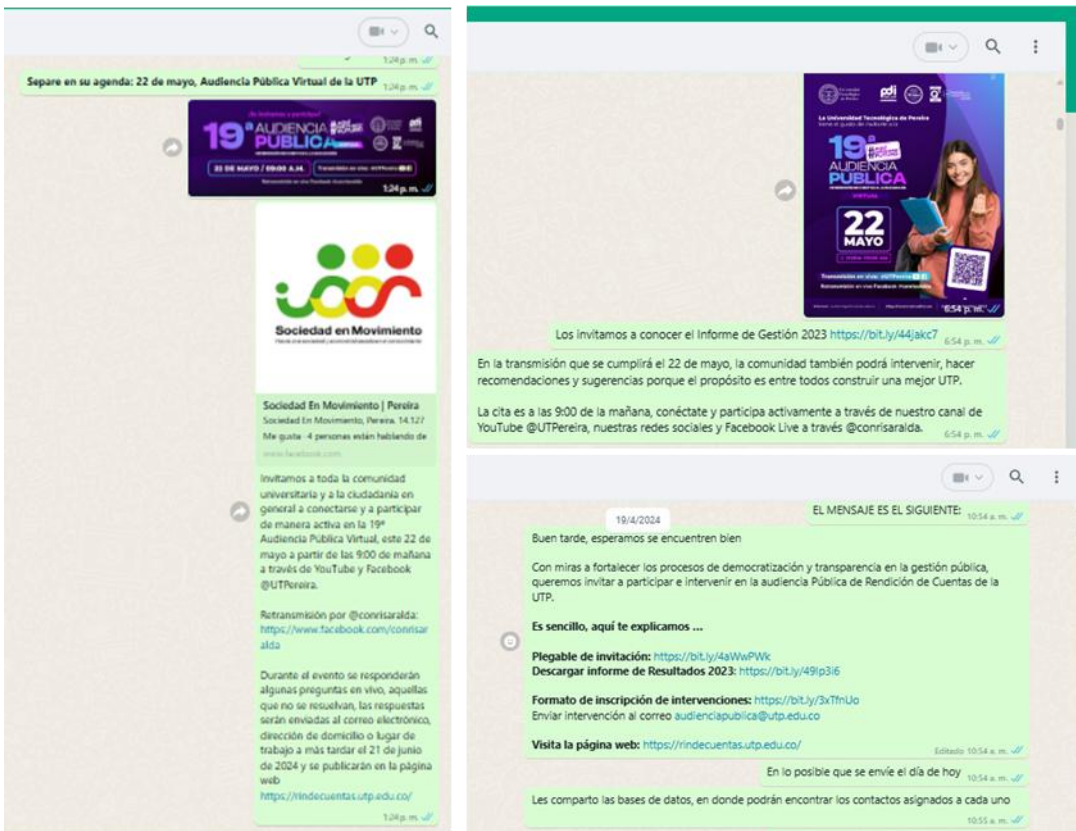 1:24 p. m.
Separe en su agenda: 22 de mayo, Audiencia Pública Virtual de la UTP
1:24 p. m.
19ª AUDIENCIA
PÚBLICA
22 DE MAYO / 09:00 A.M.
Transmisión en vivo: @UTPereira
1:24 p. m.
Sociedad en Movimiento
Sociedad En Movimiento | Pereira
Sociedad En Movimiento, Pereira. 14.127
Me gusta · 4 personas están hablando de
www.facebook.com
Invitamos a toda la comunidad
universitaria y a la ciudadanía en
general a conectarse y a participar
de manera activa en la 19ª
Audiencia Pública Virtual, este 22 de
mayo a partir de las 9:00 de mañana
a través de YouTube y Facebook
@UTPereira.
Retransmisión por @conrisaralda:
https://www.facebook.com/conrisar
alda
Durante el evento se responderán
algunas preguntas en vivo, aquellas
que no se resuelvan, las respuestas
serán enviadas al correo electrónico,
dirección de domicilio o lugar de
trabajo a más tardar el 21 de junio
de 2024 y se publicarán en la página
web
https://rindecuentas.utp.edu.co/
1:24 p. m.
pdi
La Universidad Tecnológica de Pereira
19ª
AUDIENCIA
PÚBLICA
VIRTUAL
22
MAYO
Transmisión en vivo: @UTPereira
Retransmisión en vivo Facebook @conrisaralda
6:54 p. m.
Los invitamos a conocer el Informe de Gestión 2023 https://bit.ly/44jakc7
6:54 p. m.
En la transmisión que se cumplirá el 22 de mayo, la comunidad también podrá intervenir, hacer
recomendaciones y sugerencias porque el propósito es entre todos construir una mejor UTP.
La cita es a las 9:00 de la mañana, conéctate y participa activamente a través de nuestro canal de
YouTube @UTPereira, nuestras redes sociales y Facebook Live a través @conrisaralda.
6:54 p. m.
EL MENSAJE ES EL SIGUIENTE:
10:54 a. m.
19/4/2024
Buen tarde, esperamos se encuentren bien
Con miras a fortalecer los procesos de democratización y transparencia en la gestión pública,
queremos invitar a participa e intervenir en la audiencia Pública de Rendición de Cuentas de la
UTP.
Es sencillo, aquí te explicamos ...
Plegable de invitación: https://bit.ly/4aWwPWk
Descargar informe de Resultados 2023: https://bit.ly/49lp3i6
Formato de inscripción de intervenciones: https://bit.ly/3xTfnUo
Enviar intervención al correo audienciapublica@utp.edu.co
Visita la página web: https://rindecuentas.utp.edu.co/
Editado 10:54 a. m.
En lo posible que se envíe el día de hoy
10:54 a. m.
Les comparto las bases de datos, en donde podrán encontrar los contactos asignados a cada uno
10:55 a. m.